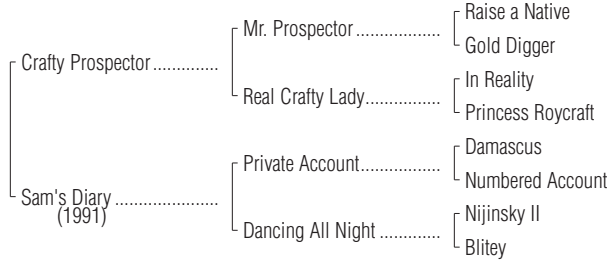 Raise a Native
Mr. Prospector ..................
Gold Digger
Crafty Prospector ..............
In Reality
Real Crafty Lady................
Princess Roycraft
Damascus
Private Account.................
Numbered Account
Sam's Diary ......................
(1991)
Nijinsky II
Dancing All Night .............
Blitey